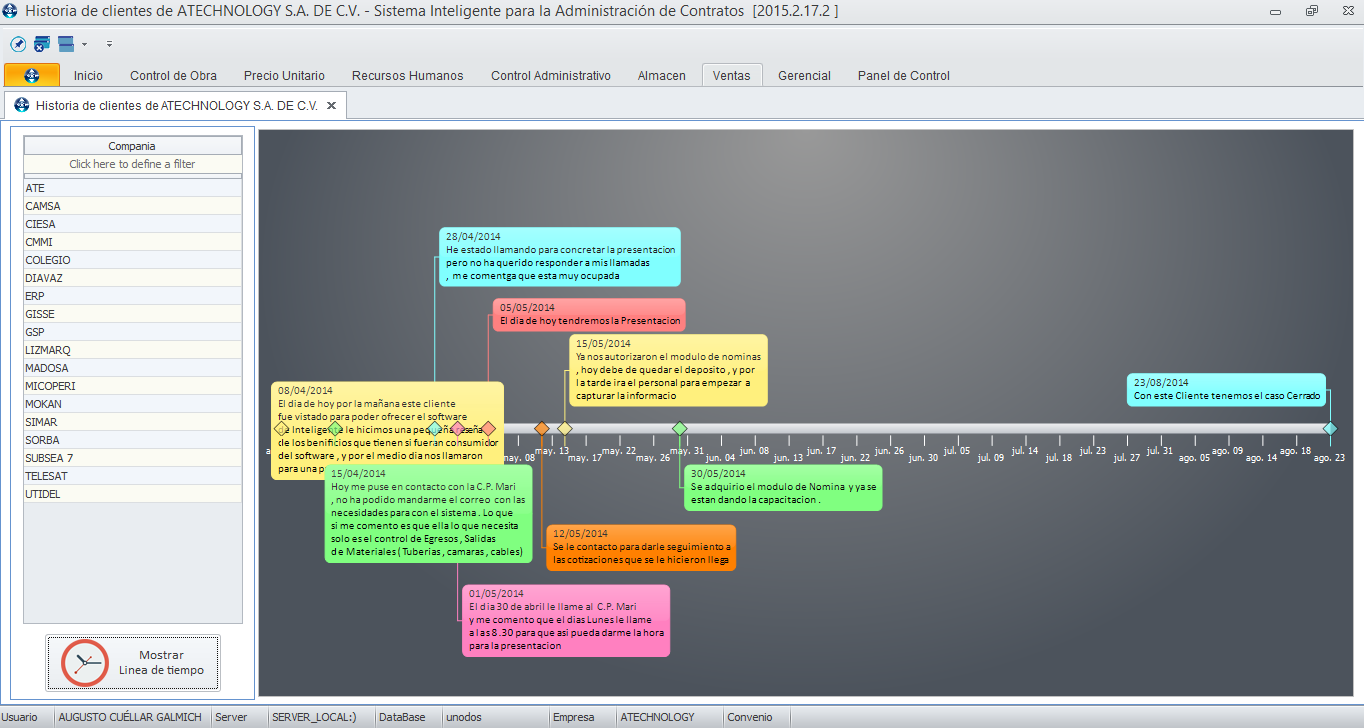 Historia de clientes de ATECHNOLOGY S.A. DE C.V. - Sistema Inteligente para la Administración de Contratos [2015.2.17.2 ]
Inicio Control de Obra Precio Unitario Recursos Humanos Control Administrativo Almacen Ventas Gerencial Panel de Control
Historia de clientes de ATECHNOLOGY S.A. DE C.V.
Compania
Click here to define a filter
ATE
CAMSA
CIESA
CMMI
COLEGIO
DIAVAZ
ERP
GISSE
GSP
LIZMARQ
MADOSA
MICOPERI
MOKAN
SIMAR
SORBA
SUBSEA 7
TELESAT
UTIDEL
Mostrar
Linea de tiempo
28/04/2014
He estado llamando para concretar la presentacion
pero no ha querido responder a mis llamadas
, me comentga que esta muy ocupada
05/05/2014
El dia de hoy tendremos la Presentacion
15/05/2014
Ya nos autorizaron el modulo de nominas
, hoy debe de quedar el deposito , y por
la tarde ira el personal para empezar a
capturar la informacio
23/08/2014
Con este Cliente tenemos el caso Cerrado
08/04/2014
El dia de hoy por la mañana este cliente
fue vistado para poder ofrecer el software
de Inteligente le hicimos una pequeña reseña
de los benificios que tienen si fueran consumidor
del software , y por el medio dia nos llamaron
para una p
may. 08 may. 13 may. 17 may. 22 may. 26 may. 31 jun. 04 jun. 08 jun. 13 jun. 17 jun. 22 jun. 26 jun. 30 jul. 05 jul. 09 jul. 14 jul. 18 jul. 23 jul. 27 jul. 31 ago. 05 ago. 09 ago. 14 ago. 18 ago. 23
15/04/2014
Hoy me puse en contacto con la C.P. Mari
, no ha podido mandarme el correo con las
necesidades para con el sistema . Lo que
si me comento es que ella lo que necesita
solo es el control de Egresos , Salidas
de Materiales ( Tuberias , camaras , cables)
30/05/2014
Se adquirio el modulo de Nomina y ya se
estan dando la capacitacion .
12/05/2014
Se le contacto para darle seguimiento a
las cotizaciones que se le hicieron llega
01/05/2014
El dia 30 de abril le llame al C.P. Mari
y me comento que el dias Lunes le llame
a las 8 .30 para que asi pueda darme la hora
para la presentacion
Usuario AUGUSTO CUÉLLAR GALMICH Server SERVER_LOCAL:) DataBase unodos Empresa ATECHNOLOGY Convenio